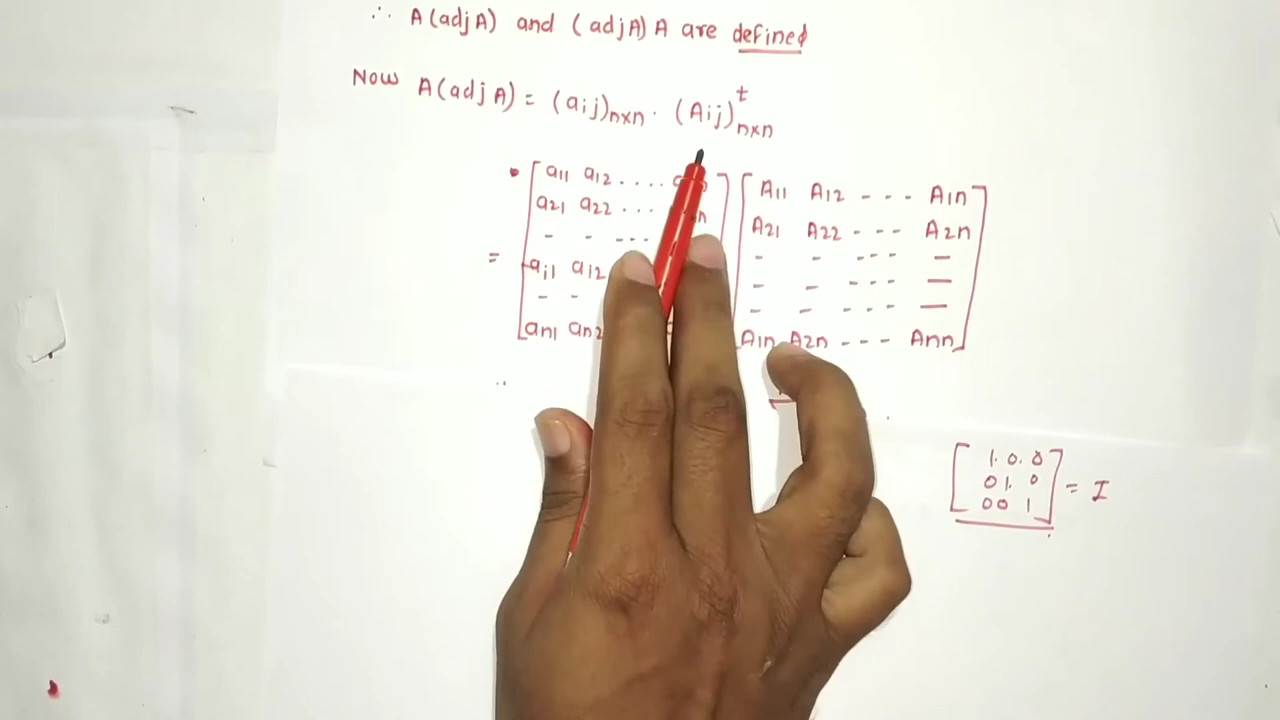 ∴ A(adj A) and (adjA) A are defined
Now A(adj A) = (aij)n×n · (Aij)ᵗn×n
a11 a12 .... A11 A12 --- A1n
a21 a22 ... n A21 A22 --- A2n
- - --- - - --- -
= ai1 ai2 - - --- -
- - - - --- -
an1 an2 A1n A2n --- Ann
1. 0. 0
0 1. 0 = I
0 0 1